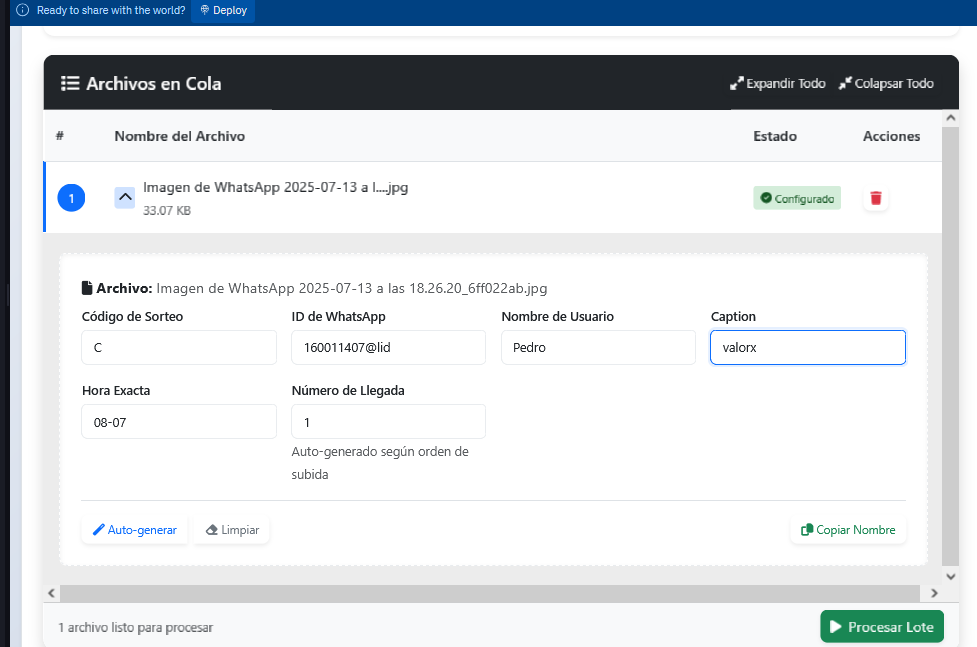 Ready to share with the world? Deploy
Archivos en Cola
Expandir Todo Colapsar Todo
# Nombre del Archivo Estado Acciones
1 Imagen de WhatsApp 2025-07-13 a l....jpg Configurado
33.07 KB
Archivo: Imagen de WhatsApp 2025-07-13 a las 18.26.20_6ff022ab.jpg
Código de Sorteo ID de WhatsApp Nombre de Usuario Caption
C 160011407@lid Pedro valorx
Hora Exacta Número de Llegada
08-07 1
Auto-generado según orden de
subida
Auto-generar Limpiar Copiar Nombre
1 archivo listo para procesar Procesar Lote